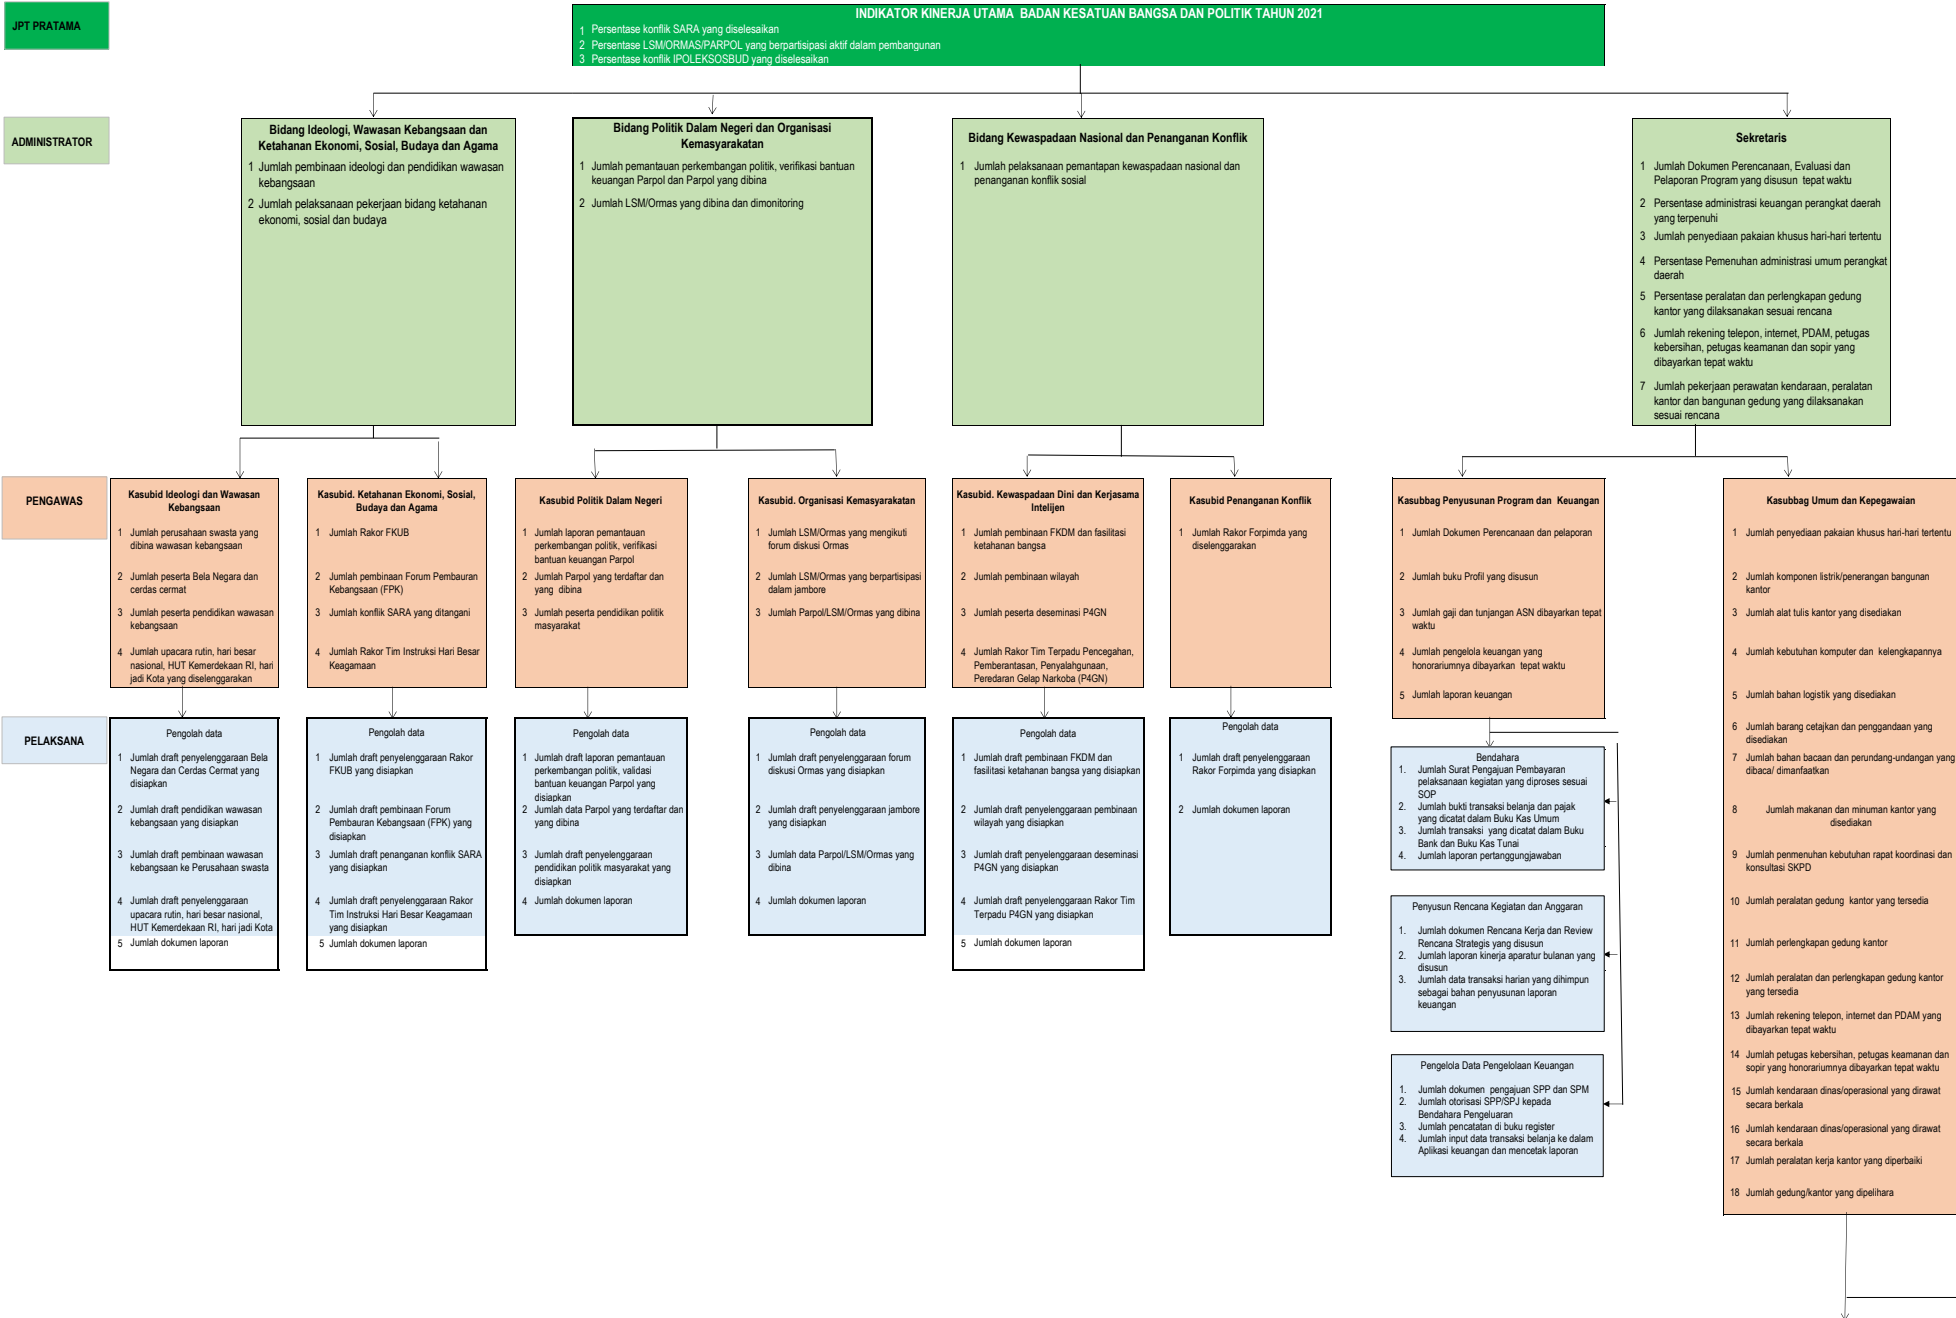 JPT PRATAMA
INDIKATOR KINERJA UTAMA BADAN KESATUAN BANGSA DAN POLITIK TAHUN 2021
1 Persentase konflik SARA yang diselesaikan
2 Persentase LSM/ORMAS/PARPOL yang berpartisipasi aktif dalam pembangunan
3 Persentase konflik IPOLEKSOSBUD yang diselesaikan
ADMINISTRATOR
Bidang Ideologi, Wawasan Kebangsaan dan
Ketahanan Ekonomi, Sosial, Budaya dan Agama
1 Jumlah pembinaan ideologi dan pendidikan wawasan
kebangsaan
2 Jumlah pelaksanaan pekerjaan bidang ketahanan
ekonomi, sosial dan budaya
Bidang Politik Dalam Negeri dan Organisasi
Kemasyarakatan
1 Jumlah pemantauan perkembangan politik, verifikasi bantuan
keuangan Parpol dan Parpol yang dibina
2 Jumlah LSM/Ormas yang dibina dan dimonitoring
Bidang Kewaspadaan Nasional dan Penanganan Konflik
1 Jumlah pelaksanaan pemantapan kewaspadaan nasional dan
penanganan konflik sosial
Sekretaris
1 Jumlah Dokumen Perencanaan, Evaluasi dan
Pelaporan Program yang disusun tepat waktu
2 Persentase administrasi keuangan perangkat daerah
yang terpenuhi
3 Jumlah penyediaan pakaian khusus hari-hari tertentu
4 Persentase Pemenuhan administrasi umum perangkat
daerah
5 Persentase peralatan dan perlengkapan gedung
kantor yang dilaksanakan sesuai rencana
6 Jumlah rekening telepon, internet, PDAM, petugas
kebersihan, petugas keamanan dan sopir yang
dibayarkan tepat waktu
7 Jumlah pekerjaan perawatan kendaraan, peralatan
kantor dan bangunan gedung yang dilaksanakan
sesuai rencana
PENGAWAS
Kasubid Ideologi dan Wawasan
Kebangsaan
1 Jumlah perusahaan swasta yang
dibina wawasan kebangsaan
2 Jumlah peserta Bela Negara dan
cerdas cermat
3 Jumlah peserta pendidikan wawasan
kebangsaan
4 Jumlah upacara rutin, hari besar
nasional, HUT Kemerdekaan RI, hari
jadi Kota yang diselenggarakan
Kasubid. Ketahanan Ekonomi, Sosial,
Budaya dan Agama
1 Jumlah Rakor FKUB
2 Jumlah pembinaan Forum Pembauran
Kebangsaan (FPK)
3 Jumlah konflik SARA yang ditangani
4 Jumlah Rakor Tim Instruksi Hari Besar
Keagamaan
Kasubid Politik Dalam Negeri
1 Jumlah laporan pemantauan
perkembangan politik, verifikasi
bantuan keuangan Parpol
2 Jumlah Parpol yang terdaftar dan
yang dibina
3 Jumlah peserta pendidikan politik
masyarakat
Kasubid. Organisasi Kemasyarakatan
1 Jumlah LSM/Ormas yang mengikuti
forum diskusi Ormas
2 Jumlah LSM/Ormas yang berpartisipasi
dalam jambore
3 Jumlah Parpol/LSM/Ormas yang dibina
Kasubid. Kewaspadaan Dini dan Kerjasama
Intelijen
1 Jumlah pembinaan FKDM dan fasilitasi
ketahanan bangsa
2 Jumlah pembinaan wilayah
3 Jumlah peserta deseminasi P4GN
4 Jumlah Rakor Tim Terpadu Pencegahan,
Pemberantasan, Penyalahgunaan,
Peredaran Gelap Narkoba (P4GN)
Kasubid Penanganan Konflik
1 Jumlah Rakor Forpimda yang
diselenggarakan
Kasubbag Penyusunan Program dan Keuangan
1 Jumlah Dokumen Perencanaan dan pelaporan
2 Jumlah buku Profil yang disusun
3 Jumlah gaji dan tunjangan ASN dibayarkan tepat
waktu
4 Jumlah pengelola keuangan yang
honorariumnya dibayarkan tepat waktu
5 Jumlah laporan keuangan
Kasubbag Umum dan Kepegawaian
1 Jumlah penyediaan pakaian khusus hari-hari tertentu
2 Jumlah komponen listrik/penerangan bangunan
kantor
3 Jumlah alat tulis kantor yang disediakan
4 Jumlah kebutuhan komputer dan kelengkapannya
5 Jumlah bahan logistik yang disediakan
6 Jumlah barang cetajkan dan penggandaan yang
disediakan
7 Jumlah bahan bacaan dan perundang-undangan yang
dibaca/ dimanfaatkan
8 Jumlah makanan dan minuman kantor yang
disediakan
9 Jumlah penmenuhan kebutuhan rapat koordinasi dan
konsultasi SKPD
10 Jumlah peralatan gedung kantor yang tersedia
11 Jumlah perlengkapan gedung kantor
12 Jumlah peralatan dan perlengkapan gedung kantor
yang tersedia
13 Jumlah rekening telepon, internet dan PDAM yang
dibayarkan tepat waktu
14 Jumlah petugas kebersihan, petugas keamanan dan
sopir yang honorariumnya dibayarkan tepat waktu
15 Jumlah kendaraan dinas/operasional yang dirawat
secara berkala
16 Jumlah kendaraan dinas/operasional yang dirawat
secara berkala
17 Jumlah peralatan kerja kantor yang diperbaiki
18 Jumlah gedung/kantor yang dipelihara
PELAKSANA
Pengolah data
1 Jumlah draft penyelenggaraan Bela
Negara dan Cerdas Cermat yang
disiapkan
2 Jumlah draft pendidikan wawasan
kebangsaan yang disiapkan
3 Jumlah draft pembinaan wawasan
kebangsaan ke Perusahaan swasta
4 Jumlah draft penyelenggaraan
upacara rutin, hari besar nasional,
HUT Kemerdekaan RI, hari jadi Kota
5 Jumlah dokumen laporan
Pengolah data
1 Jumlah draft penyelenggaraan Rakor
FKUB yang disiapkan
2 Jumlah draft pembinaan Forum
Pembauran Kebangsaan (FPK) yang
disiapkan
3 Jumlah draft penanganan konflik SARA
yang disiapkan
4 Jumlah draft penyelenggaraan Rakor
Tim Instruksi Hari Besar Keagamaan
yang disiapkan
5 Jumlah dokumen laporan
Pengolah data
1 Jumlah draft laporan pemantauan
perkembangan politik, validasi
bantuan keuangan Parpol yang
disiapkan
2 Jumlah data Parpol yang terdaftar dan
yang dibina
3 Jumlah draft penyelenggaraan
pendidikan politik masyarakat yang
disiapkan
4 Jumlah dokumen laporan
Pengolah data
1 Jumlah draft penyelenggaraan forum
diskusi Ormas yang disiapkan
2 Jumlah draft penyelenggaraan jambore
yang disiapkan
3 Jumlah data Parpol/LSM/Ormas yang
dibina
4 Jumlah dokumen laporan
Pengolah data
1 Jumlah draft pembinaan FKDM dan
fasilitasi ketahanan bangsa yang disiapkan
2 Jumlah draft penyelenggaraan pembinaan
wilayah yang disiapkan
3 Jumlah draft penyelenggaraan deseminasi
P4GN yang disiapkan
4 Jumlah draft penyelenggaraan Rakor Tim
Terpadu P4GN yang disiapkan
5 Jumlah dokumen laporan
Pengolah data
1 Jumlah draft penyelenggaraan
Rakor Forpimda yang disiapkan
2 Jumlah dokumen laporan
Bendahara
1. Jumlah Surat Pengajuan Pembayaran
pelaksanaan kegiatan yang diproses sesuai
SOP
2. Jumlah bukti transaksi belanja dan pajak
yang dicatat dalam Buku Kas Umum
3. Jumlah transaksi yang dicatat dalam Buku
Bank dan Buku Kas Tunai
4. Jumlah laporan pertanggungjawaban
Penyusun Rencana Kegiatan dan Anggaran
1. Jumlah dokumen Rencana Kerja dan Review
Rencana Strategis yang disusun
2. Jumlah laporan kinerja aparatur bulanan yang
disusun
3. Jumlah data transaksi harian yang dihimpun
sebagai bahan penyusunan laporan
keuangan
Pengelola Data Pengelolaan Keuangan
1. Jumlah dokumen pengajuan SPP dan SPM
2. Jumlah otorisasi SPP/SPJ kepada
Bendahara Pengeluaran
3. Jumlah pencatatan di buku register
4. Jumlah input data transaksi belanja ke dalam
Aplikasi keuangan dan mencetak laporan